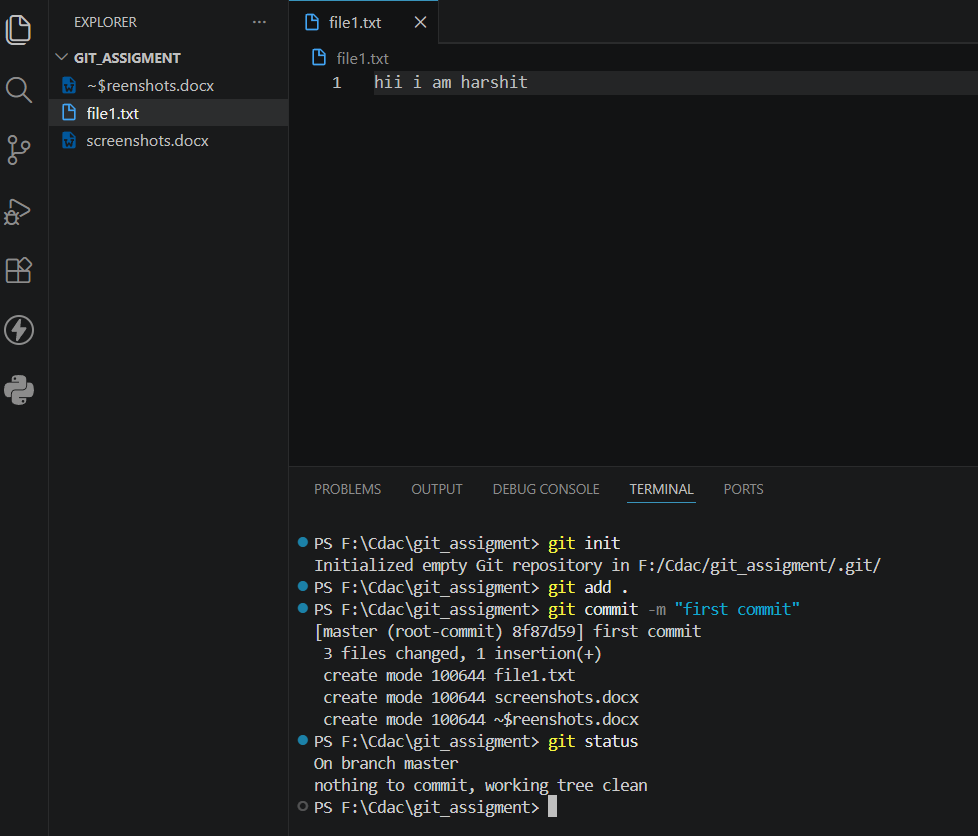 EXPLORER ...
GIT_ASSIGMENT
~$reenshots.docx
file1.txt
screenshots.docx
file1.txt
file1.txt
1 hii i am harshit
PROBLEMS OUTPUT DEBUG CONSOLE TERMINAL PORTS
PS F:\Cdac\git_assigment> git init
Initialized empty Git repository in F:/Cdac/git_assigment/.git/
PS F:\Cdac\git_assigment> git add .
PS F:\Cdac\git_assigment> git commit -m "first commit"
[master (root-commit) 8f87d59] first commit
 3 files changed, 1 insertion(+)
 create mode 100644 file1.txt
 create mode 100644 screenshots.docx
 create mode 100644 ~$reenshots.docx
PS F:\Cdac\git_assigment> git status
On branch master
nothing to commit, working tree clean
PS F:\Cdac\git_assigment>